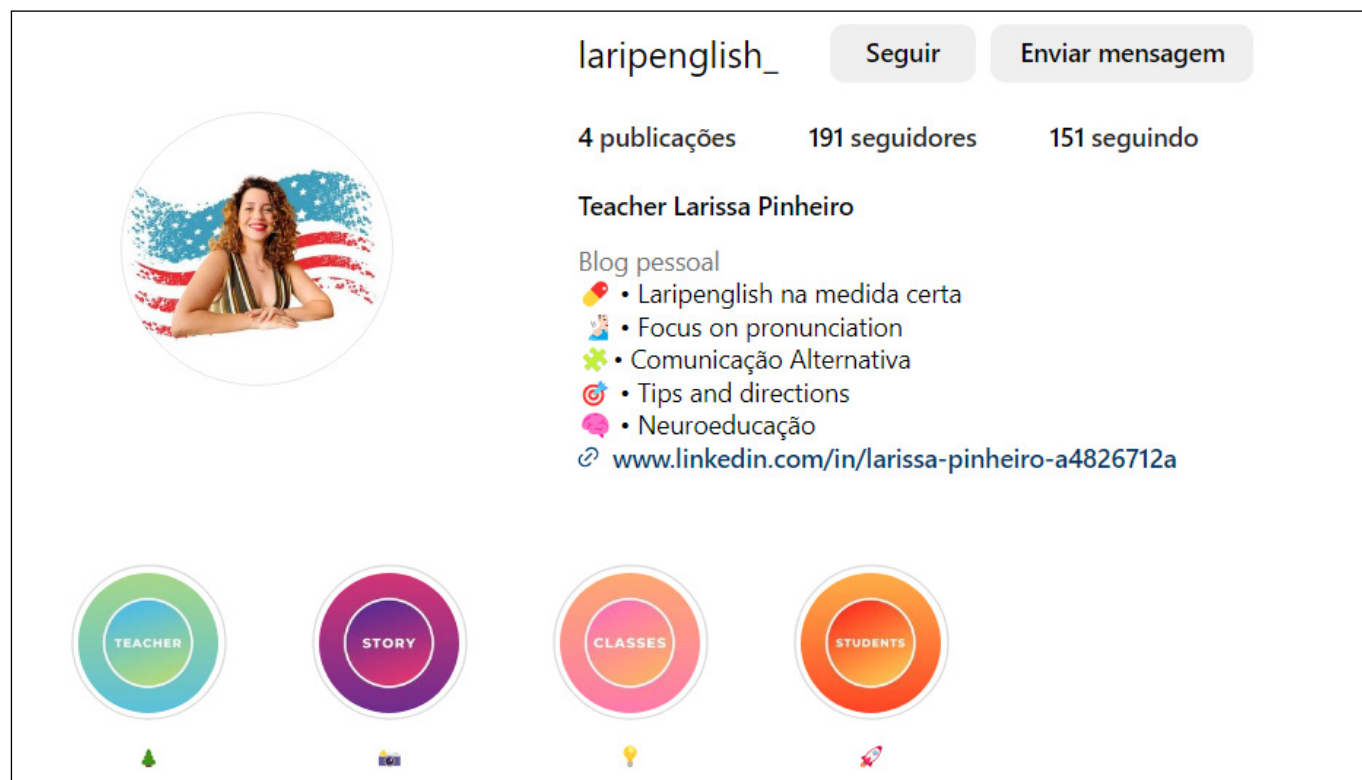 laripenglish_ Seguir Enviar mensagem
4 publicações 191 seguidores 151 seguindo
Teacher Larissa Pinheiro
Blog pessoal
• Laripenglish na medida certa
• Focus on pronunciation
• Comunicação Alternativa
• Tips and directions
• Neuroeducação
www.linkedin.com/in/larissa-pinheiro-a4826712a
TEACHER STORY CLASSES STUDENTS